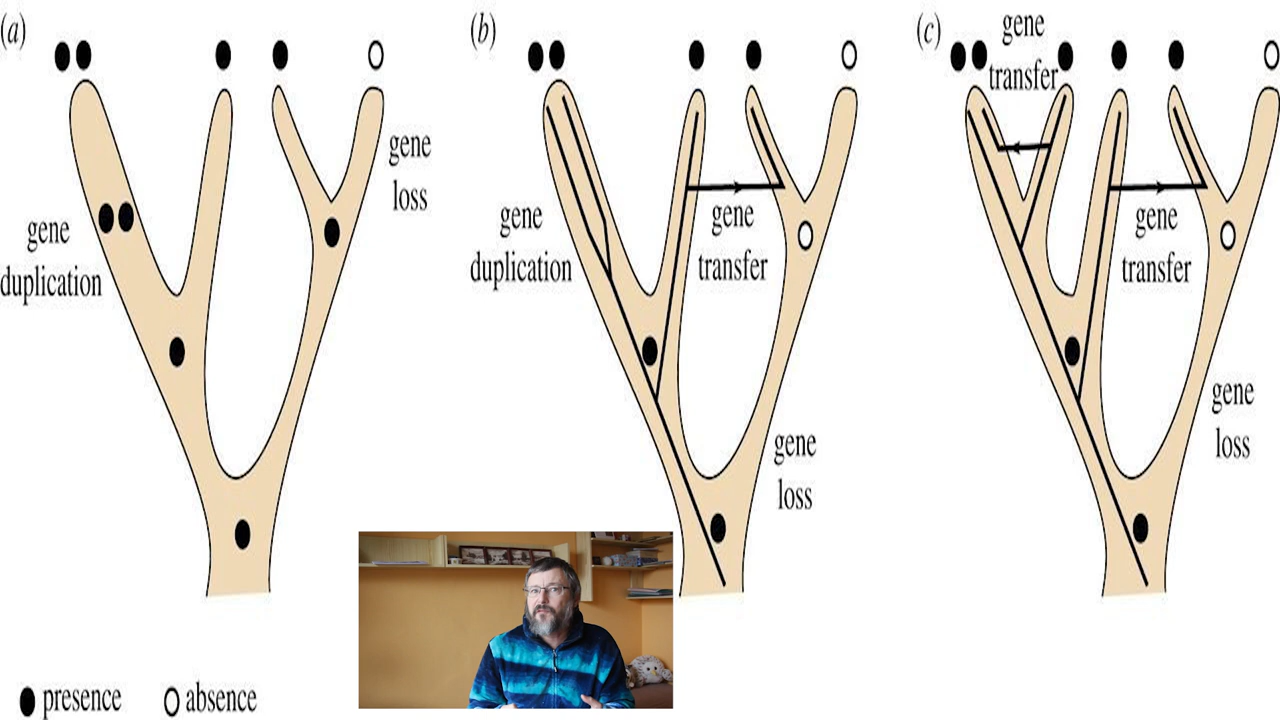 (a)
gene
loss
gene
duplication
(b)
gene
duplication
gene
transfer
gene
loss
(c)
gene
transfer
gene
transfer
gene
loss
presence
absence